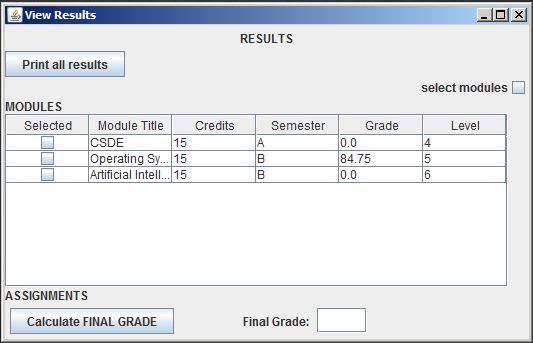 View Results
RESULTS
Print all results
select modules
MODULES
Selected Module Title Credits Semester Grade Level
CSDE 15 A 0.0 4
Operating Sy... 15 B 84.75 5
Artificial Intell... 15 B 0.0 6
ASSIGNMENTS
Calculate FINAL GRADE Final Grade: